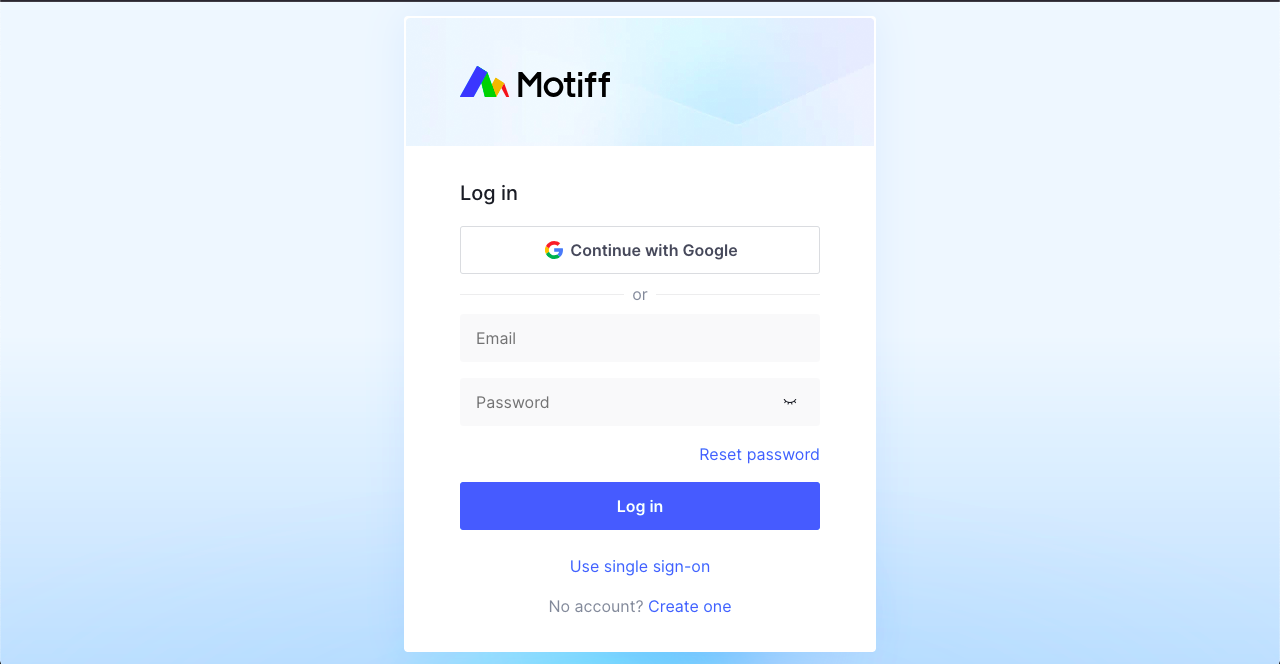 Motiff
Log in
Continue with Google
or
Email
Password
Reset password
Log in
Use single sign-on
No account? Create one